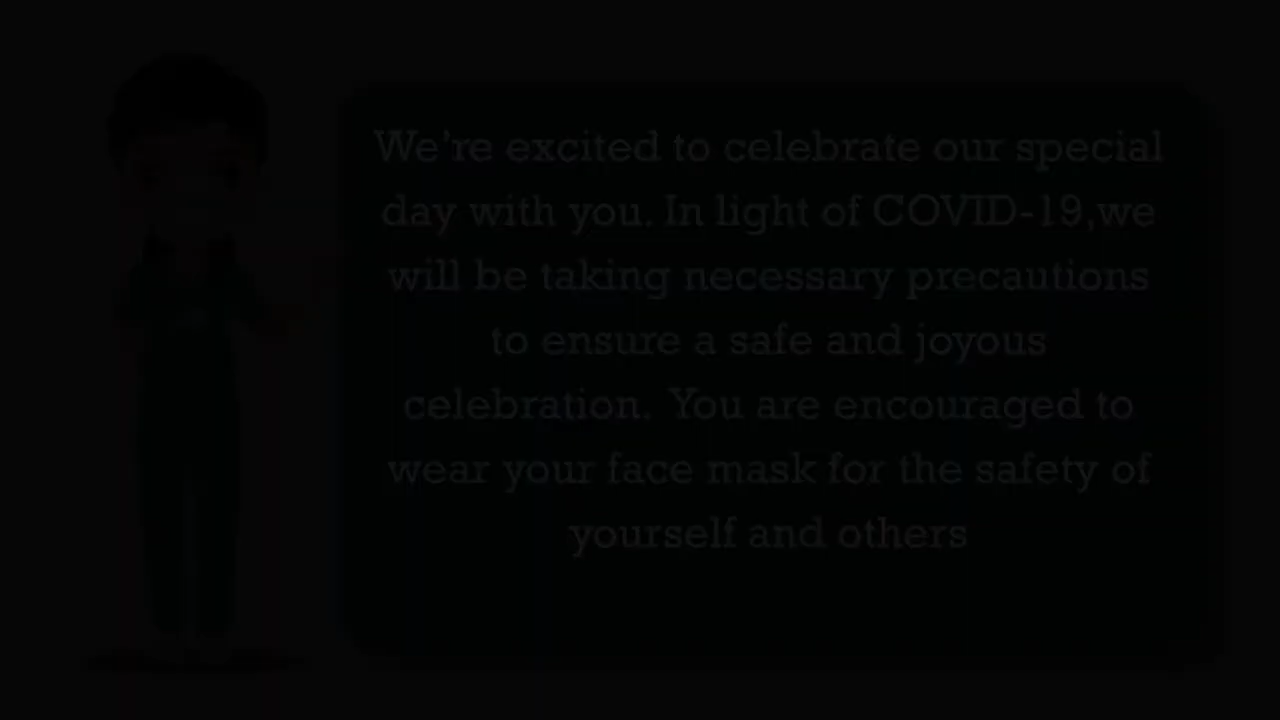 We're excited to celebrate our special
day with you. In light of COVID-19,we
will be taking necessary precautions
to ensure a safe and joyous
celebration. You are encouraged to
wear your face mask for the safety of
yourself and others